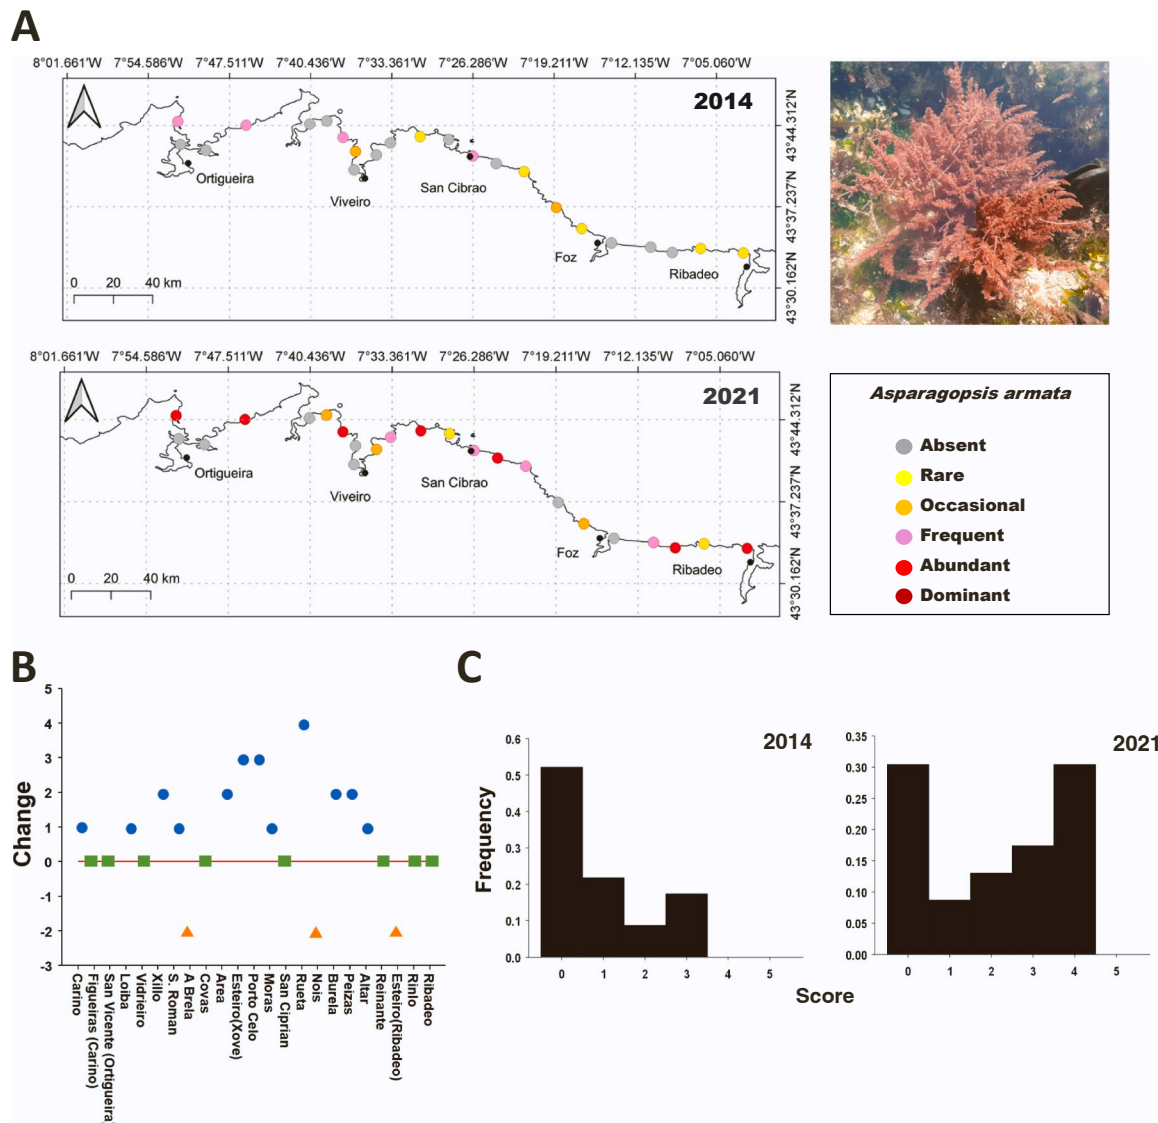 A
8°01.661'W 7°54.586'W 7°47.511'W 7°40.436'W 7°33.361'W 7°26.286'W 7°19.211'W 7°12.135'W 7°05.060'W
2014
43°44.312'N
43°37.237'N
43°30.162'N
Ortigueira
Viveiro
San Cibrao
Foz
Ribadeo
0 20 40 km
8°01.661'W 7°54.586'W 7°47.511'W 7°40.436'W 7°33.361'W 7°26.286'W 7°19.211'W 7°12.135'W 7°05.060'W
2021
43°44.312'N
43°37.237'N
43°30.162'N
Ortigueira
Viveiro
San Cibrao
Foz
Ribadeo
0 20 40 km
Asparagopsis armata
Absent
Rare
Occasional
Frequent
Abundant
Dominant
B
Change
5
4
3
2
1
0
-1
-2
-3
Carino
Figueiras (Carino)
San Vicente (Ortigueira
Loiba
Vidrieiro
Xillo
S. Roman
A Brela
Covas
Area
Esteiro(Xove)
Porto Celo
Moras
San Ciprian
Rueta
Nois
Burela
Peizas
Altar
Reinante
Esteiro(Ribadeo)
Rinlo
Ribadeo
C
2014
Frequency
0.6
0.5
0.4
0.3
0.2
0.1
0.0
0 1 2 3 4 5
2021
0.35
0.30
0.25
0.20
0.15
0.10
0.05
0.00
0 1 2 3 4 5
Score